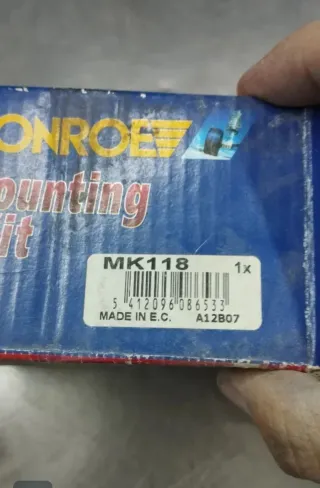 ONROE
ounting
it
MK118 1x
5 412096 086533
MADE IN E.C. A12B07